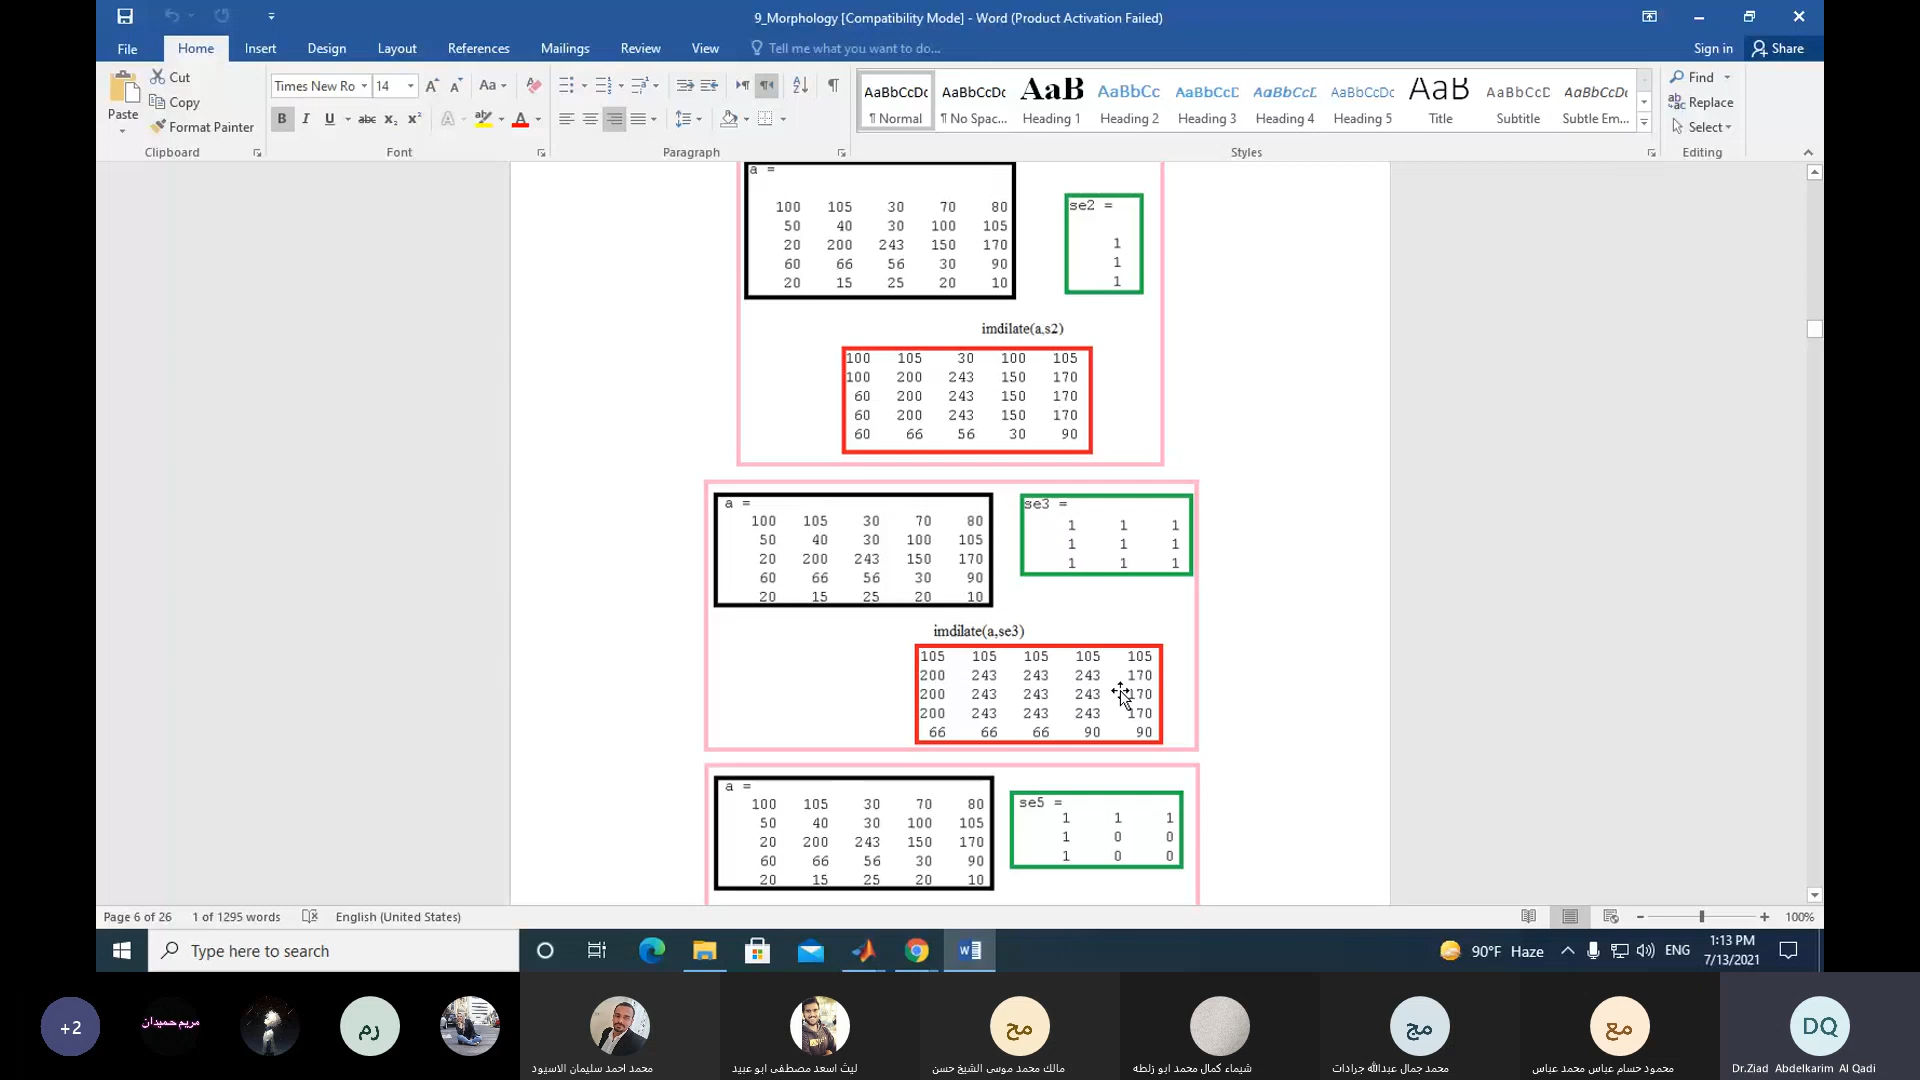 9_Morphology [Compatibility Mode] - Word (Product Activation Failed)
File Home Insert Design Layout References Mailings Review View Tell me what you want to do... Sign in Share
Paste
Cut
Copy
Format Painter
Clipboard
Times New Ro 14 A A Aa
B I U abc x₂ x² A A
Font
Paragraph
AaBbCcDc AaBbCcDc AaB AaBbCc AaBbCcD AaBbCcD AaBbCcDc AaB AaBbCcD AaBbCcDc
¶ Normal ¶ No Spac... Heading 1 Heading 2 Heading 3 Heading 4 Heading 5 Title Subtitle Subtle Em...
Styles
Find
Replace
Select
Editing
a =
100 105 30 70 80
50 40 30 100 105
20 200 243 150 170
60 66 56 30 90
20 15 25 20 10
se2 =
1
1
1
imdilate(a,s2)
100 105 30 100 105
100 200 243 150 170
60 200 243 150 170
60 200 243 150 170
60 66 56 30 90
a =
100 105 30 70 80
50 40 30 100 105
20 200 243 150 170
60 66 56 30 90
20 15 25 20 10
se3 =
1 1 1
1 1 1
1 1 1
imdilate(a,se3)
105 105 105 105 105
200 243 243 243 170
200 243 243 243 170
200 243 243 243 170
66 66 66 90 90
a =
100 105 30 70 80
50 40 30 100 105
20 200 243 150 170
60 66 56 30 90
20 15 25 20 10
se5 =
1 1 1
1 0 0
1 0 0
Page 6 of 26 1 of 1295 words English (United States) 100%
Type here to search
90°F Haze ENG
1:13 PM
7/13/2021
+2
مريم حميدان
رم
مح
مج
مع
DQ
محمد احمد سليمان الاسيود
ليث اسعد مصطفى ابو عبيد
مالك محمد موسى الشيخ حسن
شيماء كمال محمد ابو زلطه
محمد جمال عبدالله جرادات
محمود حسام عباس محمد عباس
Dr.Ziad Abdelkarim Al Qadi